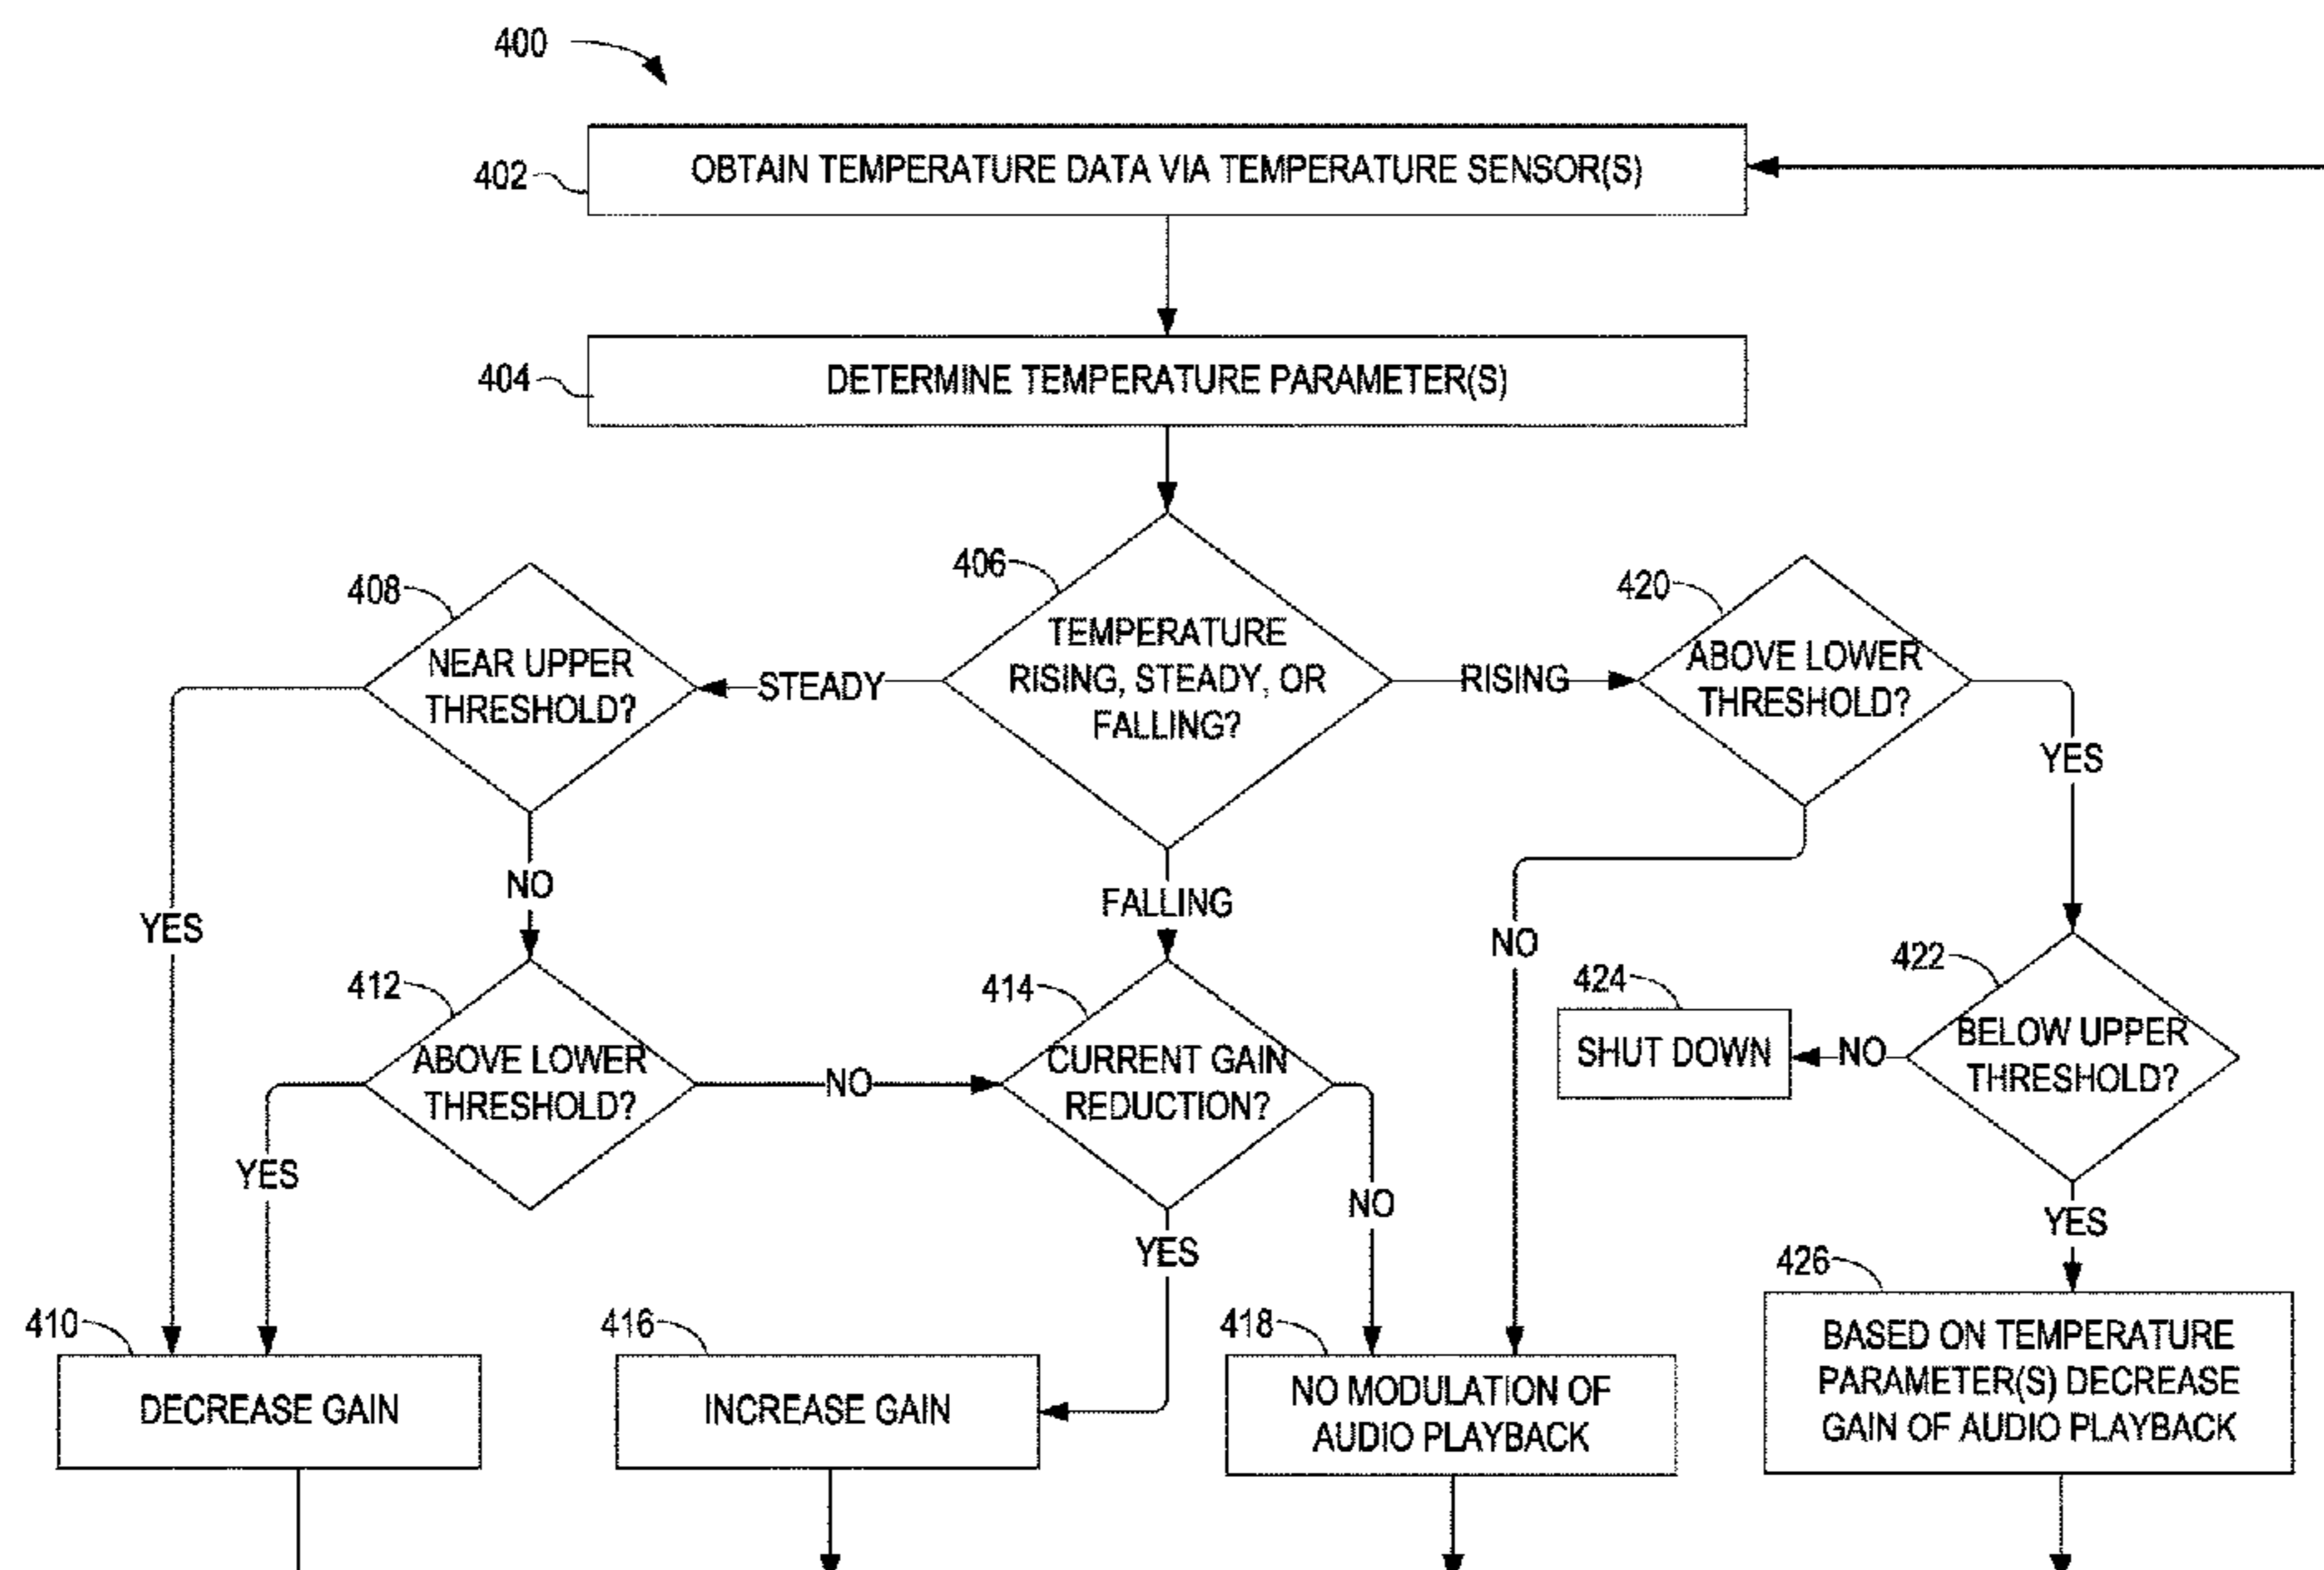 400
402
OBTAIN TEMPERATURE DATA VIA TEMPERATURE SENSOR(S)
404
DETERMINE TEMPERATURE PARAMETER(S)
406
TEMPERATURE
RISING, STEADY, OR
FALLING?
408
NEAR UPPER
THRESHOLD?
STEADY
RISING
420
ABOVE LOWER
THRESHOLD?
YES
NO
FALLING
YES
NO
412
ABOVE LOWER
THRESHOLD?
NO
414
CURRENT GAIN
REDUCTION?
424
SHUT DOWN
NO
422
BELOW UPPER
THRESHOLD?
YES
NO
YES
YES
410
DECREASE GAIN
416
INCREASE GAIN
418
NO MODULATION OF
AUDIO PLAYBACK
426
BASED ON TEMPERATURE
PARAMETER(S) DECREASE
GAIN OF AUDIO PLAYBACK